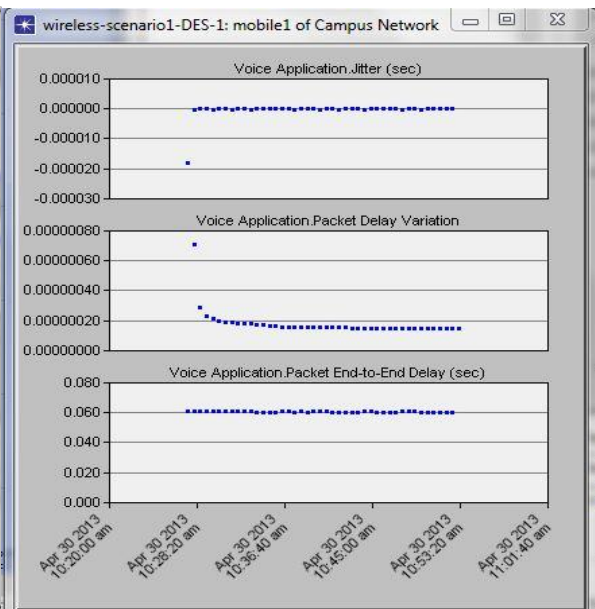 wireless-scenario1-DES-1: mobile1 of Campus Network
Voice Application.Jitter (sec)
0.000010
0.000000
-0.000010
-0.000020
-0.000030
Voice Application.Packet Delay Variation
0.00000080
0.00000060
0.00000040
0.00000020
0.00000000
Voice Application.Packet End-to-End Delay (sec)
0.080
0.060
0.040
0.020
0.000
Apr 30 2013
10:20:00 am
Apr 30 2013
10:28:20 am
Apr 30 2013
10:36:40 am
Apr 30 2013
10:45:00 am
Apr 30 2013
10:53:20 am
Apr 30 2013
11:01:40 am